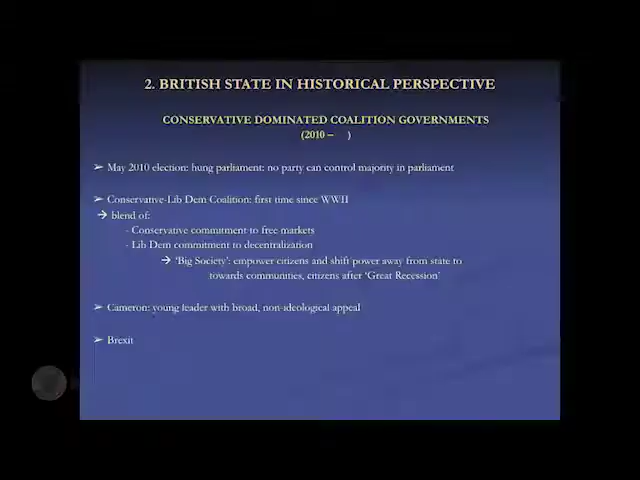 2. BRITISH STATE IN HISTORICAL PERSPECTIVE
CONSERVATIVE DOMINATED COALITION GOVERNMENTS
(2010 – )
➢ May 2010 election: hung parliament: no party can control majority in parliament
➢ Conservative-Lib Dem Coalition: first time since WWII
→ blend of:
- Conservative commitment to free markets
- Lib Dem commitment to decentralization
→ 'Big Society': empower citizens and shift power away from state to
towards communities, citizens after 'Great Recession'
➢ Cameron: young leader with broad, non-ideological appeal
➢ Brexit